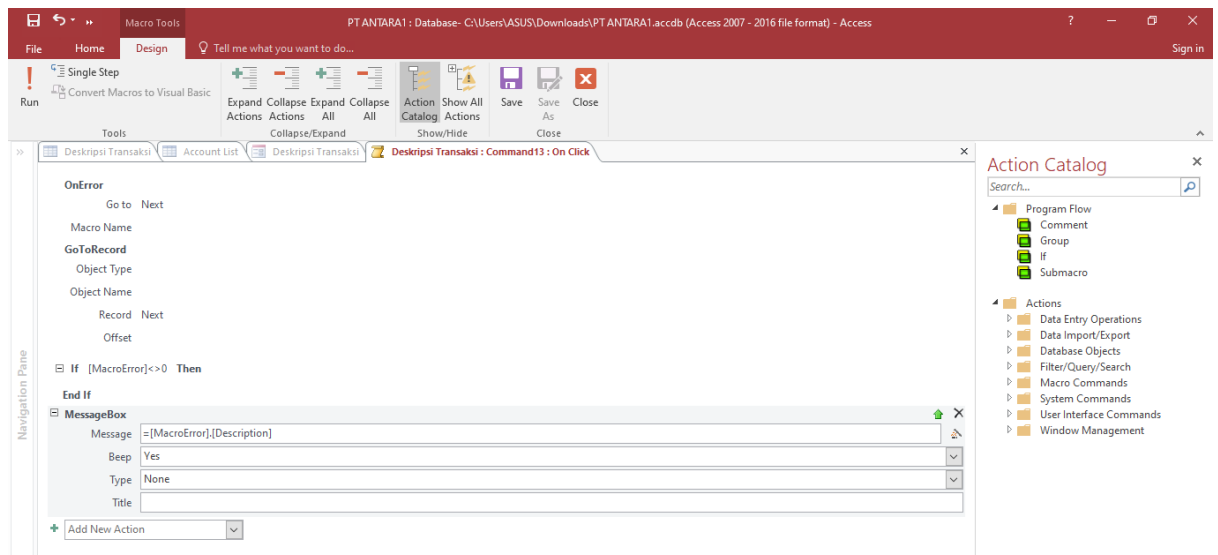 Macro Tools
PT ANTARA1 : Database- C:\Users\ASUS\Downloads\PT ANTARA1.accdb (Access 2007 - 2016 file format) - Access
File Home Design Tell me what you want to do... Sign in
Run
Single Step
Convert Macros to Visual Basic
Tools
Expand Actions
Collapse Actions
Expand All
Collapse All
Collapse/Expand
Action Catalog
Show All Actions
Show/Hide
Save
Save As
Close
Close
Deskripsi Transaksi
Account List
Deskripsi Transaksi
Deskripsi Transaksi : Command13 : On Click
Navigation Pane
OnError
Go to Next
Macro Name
GoToRecord
Object Type
Object Name
Record Next
Offset
If [MacroError]<>0 Then
End If
MessageBox
Message =[MacroError].[Description]
Beep Yes
Type None
Title
Add New Action
Action Catalog
Search...
Program Flow
Comment
Group
If
Submacro
Actions
Data Entry Operations
Data Import/Export
Database Objects
Filter/Query/Search
Macro Commands
System Commands
User Interface Commands
Window Management